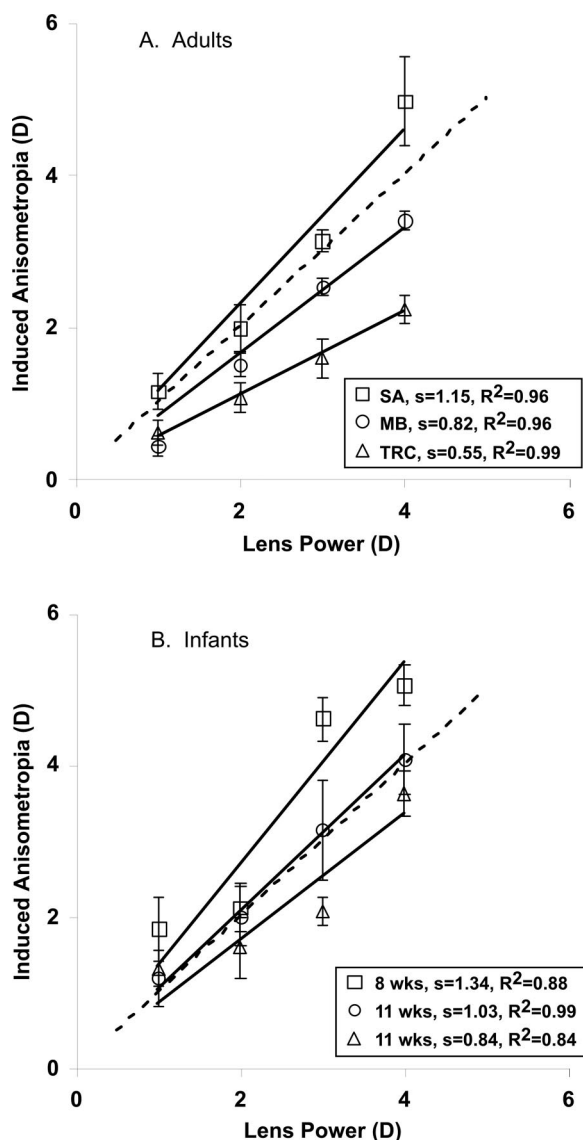 A. Adults
6
4
2
0
Induced Anisometropia (D)
SA, s=1.15, R²=0.96
MB, s=0.82, R²=0.96
TRC, s=0.55, R²=0.99
0 2 4 6
Lens Power (D)
B. Infants
6
4
2
0
Induced Anisometropia (D)
8 wks, s=1.34, R²=0.88
11 wks, s=1.03, R²=0.99
11 wks, s=0.84, R²=0.84
0 2 4 6
Lens Power (D)